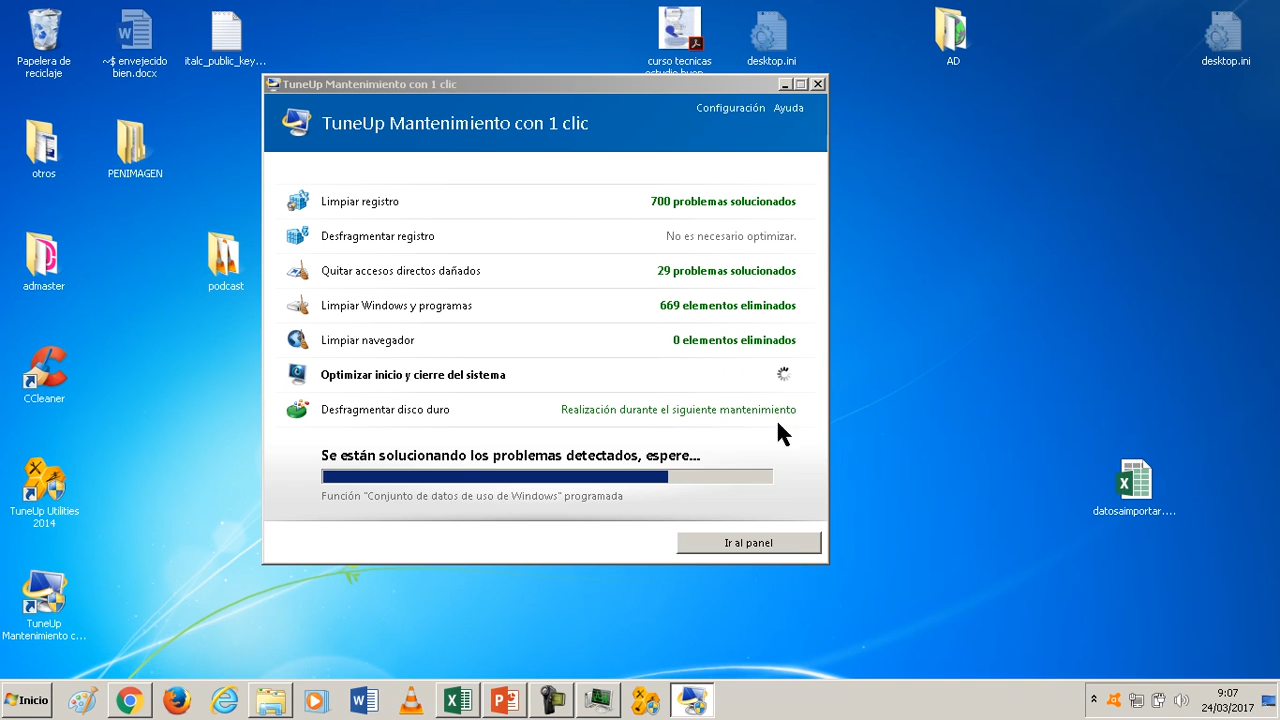 Papelera de
reciclaje
~$ envejecido
bien.docx
italc_public_key...
curso tecnicas
estudio buen
desktop.ini
AD
desktop.ini
otros
PENIMAGEN
admaster
podcast
CCleaner
TuneUp Utilities
2014
TuneUp
Mantenimiento c...
datosaimportar....
TuneUp Mantenimiento con 1 clic
Configuración Ayuda
TuneUp Mantenimiento con 1 clic
Limpiar registro 700 problemas solucionados
Desfragmentar registro No es necesario optimizar.
Quitar accesos directos dañados 29 problemas solucionados
Limpiar Windows y programas 669 elementos eliminados
Limpiar navegador 0 elementos eliminados
Optimizar inicio y cierre del sistema
Desfragmentar disco duro Realización durante el siguiente mantenimiento
Se están solucionando los problemas detectados, espere...
Función "Conjunto de datos de uso de Windows" programada
Ir al panel
Inicio
9:07
24/03/2017